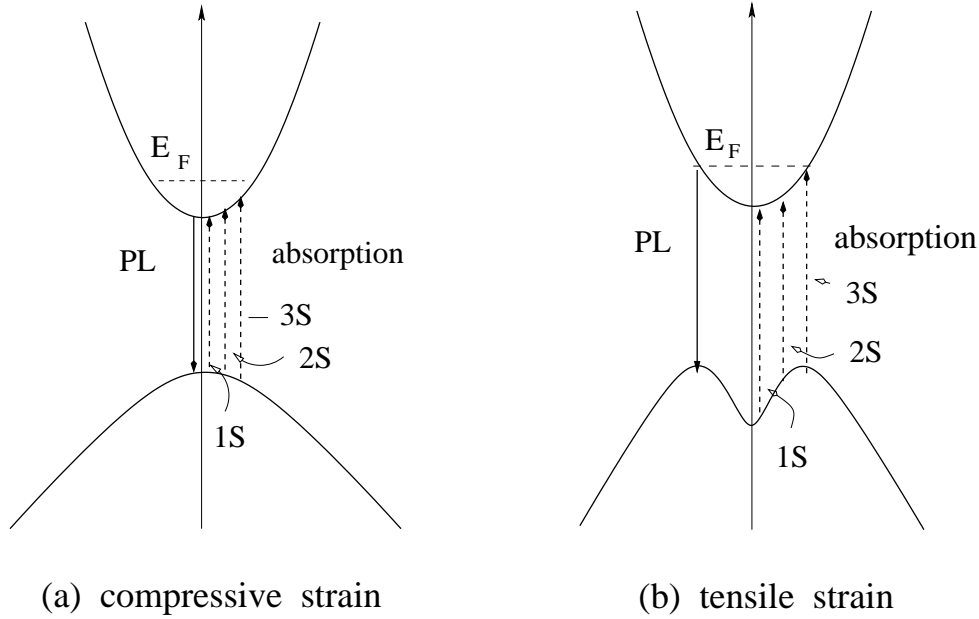 E F
PL
absorption
3S
2S
1S
(a) compressive strain
E F
PL
absorption
3S
2S
1S
(b) tensile strain